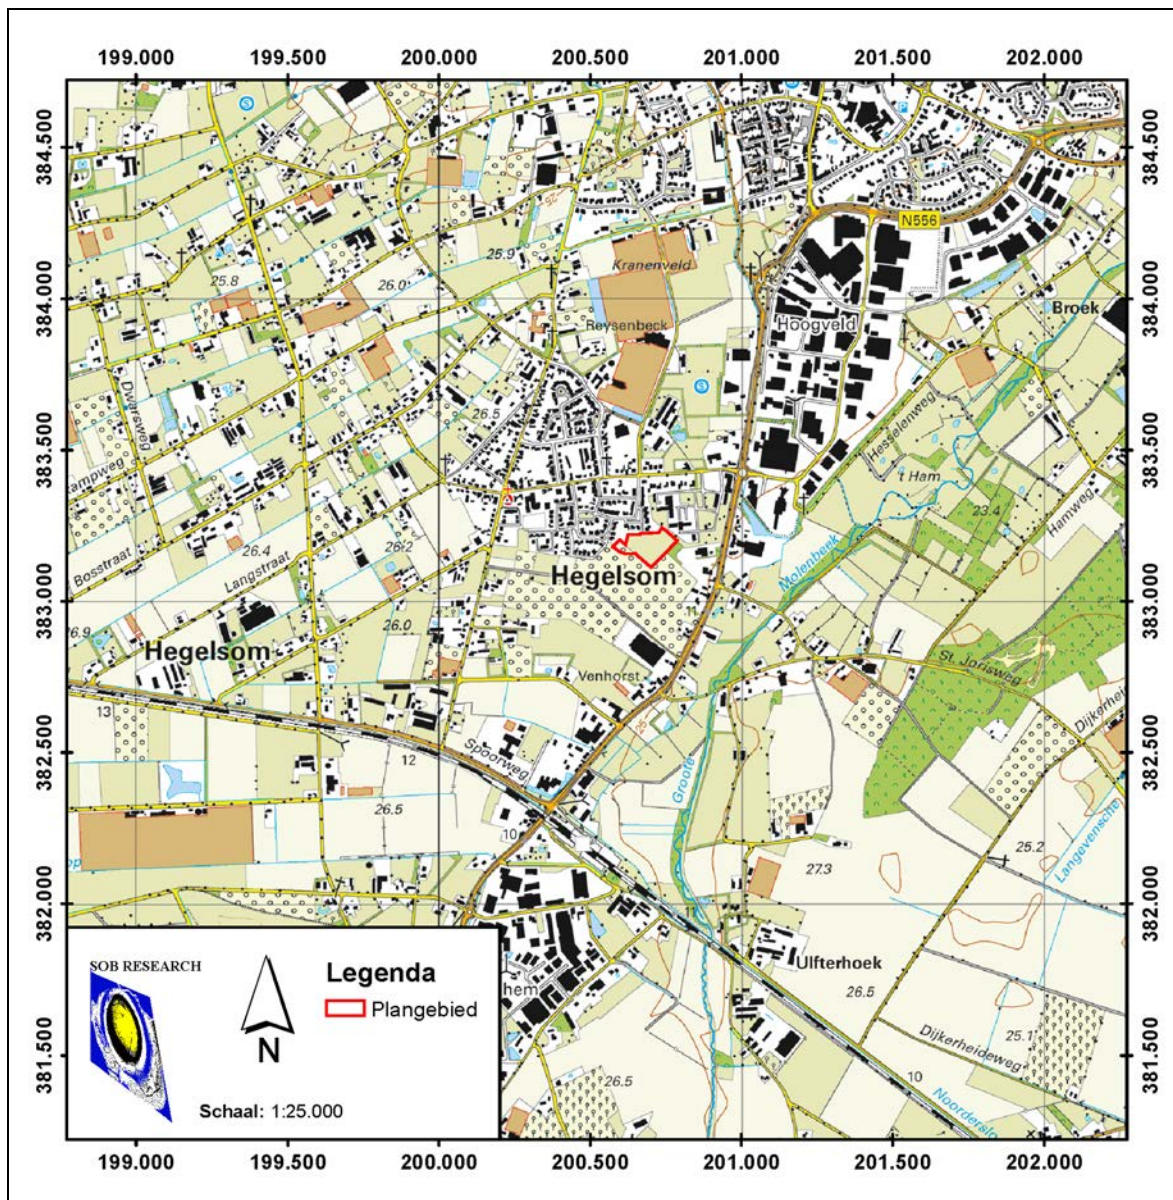 199.000 199.500 200.000 200.500 201.000 201.500 202.000
384.500 384.500
N556
25
25.9
Kranenveld
25.8
26.0
384.000 384.000
Broek
Reysenbeck
Hoogveld
Dwarsweg
26.5
Hesselenweg
383.500 383.500
't Ham
Hamweg
23.4
26.4
26.2
Bosstraat
Langstraat
Molenbeek
Hegelsom
383.000 383.000
11
26.9
26.0
Hegelsom
St. Jorisweg
Venhorst
13
25
382.500 382.500
12
Spoorweg
Groote
26.5
10
25.2
Langevensche
27.3
382.000 382.000
11
Ulfterhoek
26.5
SOB RESEARCH
Legenda
Plangebied
hem
N
Dijkerheideweg
25.1
381.500 381.500
10
26.5
Noorderslo
Schaal: 1:25.000
199.000 199.500 200.000 200.500 201.000 201.500 202.000